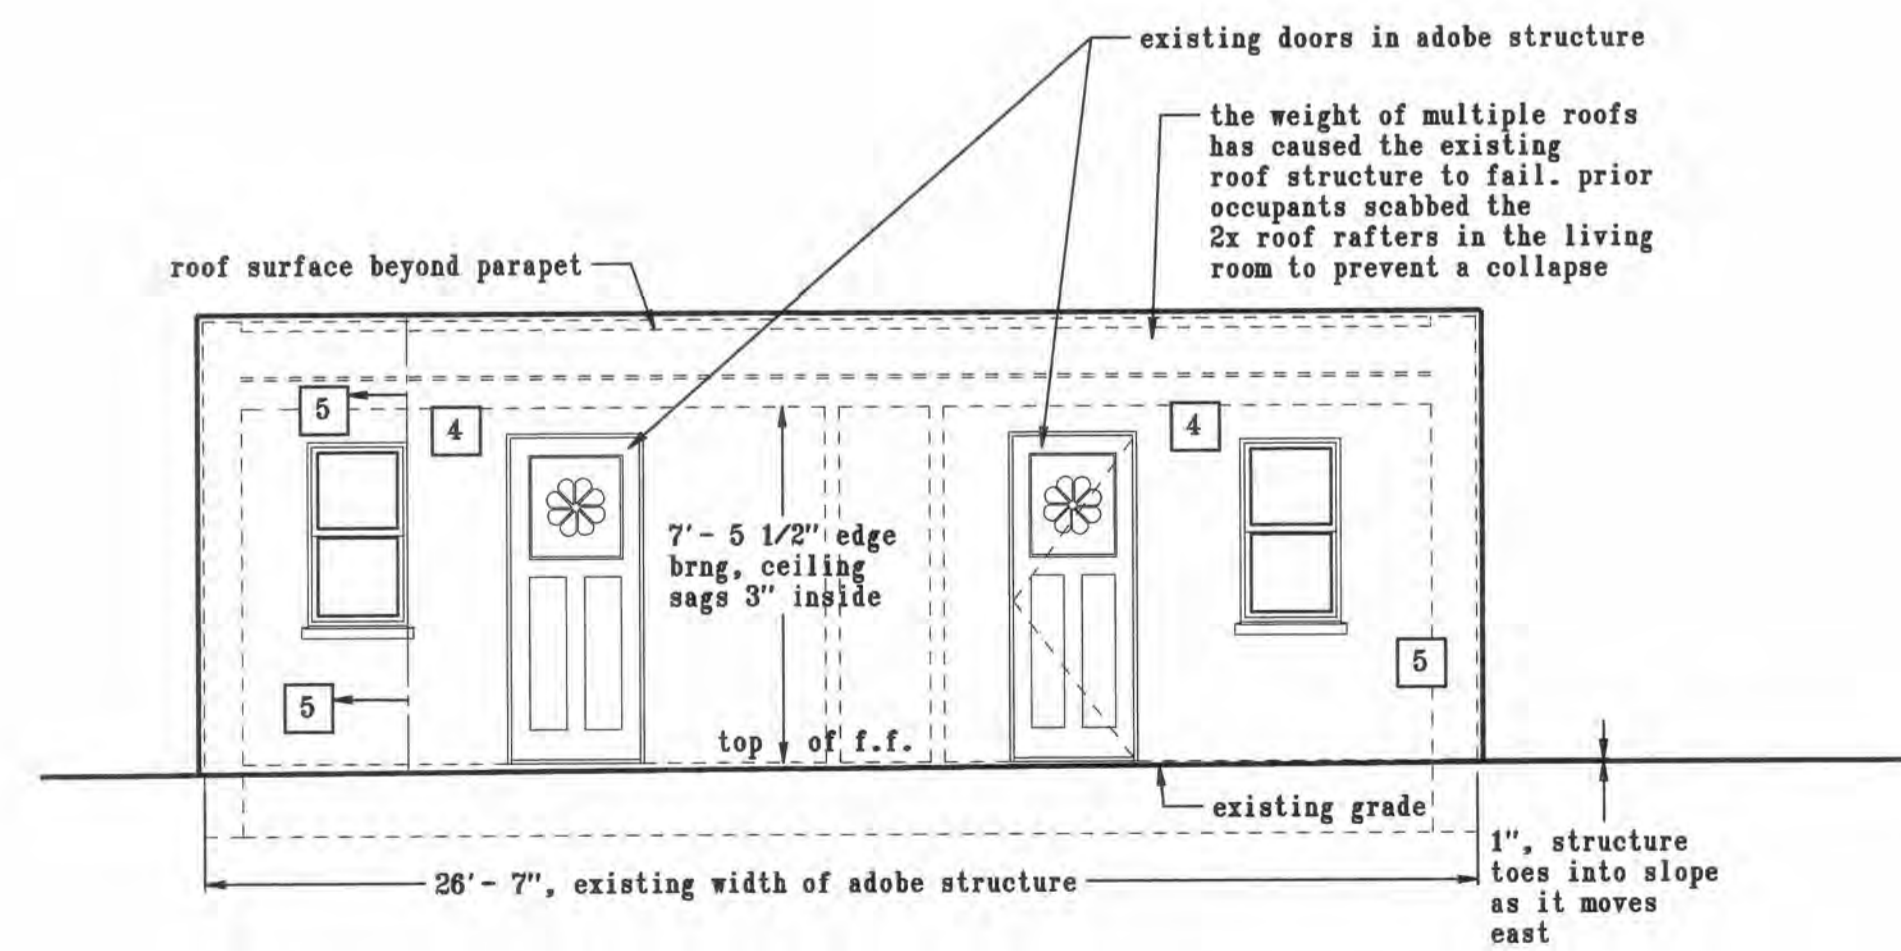 existing doors in adobe structure
the weight of multiple roofs
has caused the existing
roof structure to fail. prior
occupants scabbed the
2x roof rafters in the living
room to prevent a collapse
roof surface beyond parapet
5
4
4
7'- 5 1/2" edge
brng, ceiling
sags 3" inside
5
5
top of f.f.
existing grade
1", structure
toes into slope
as it moves
east
26'- 7", existing width of adobe structure